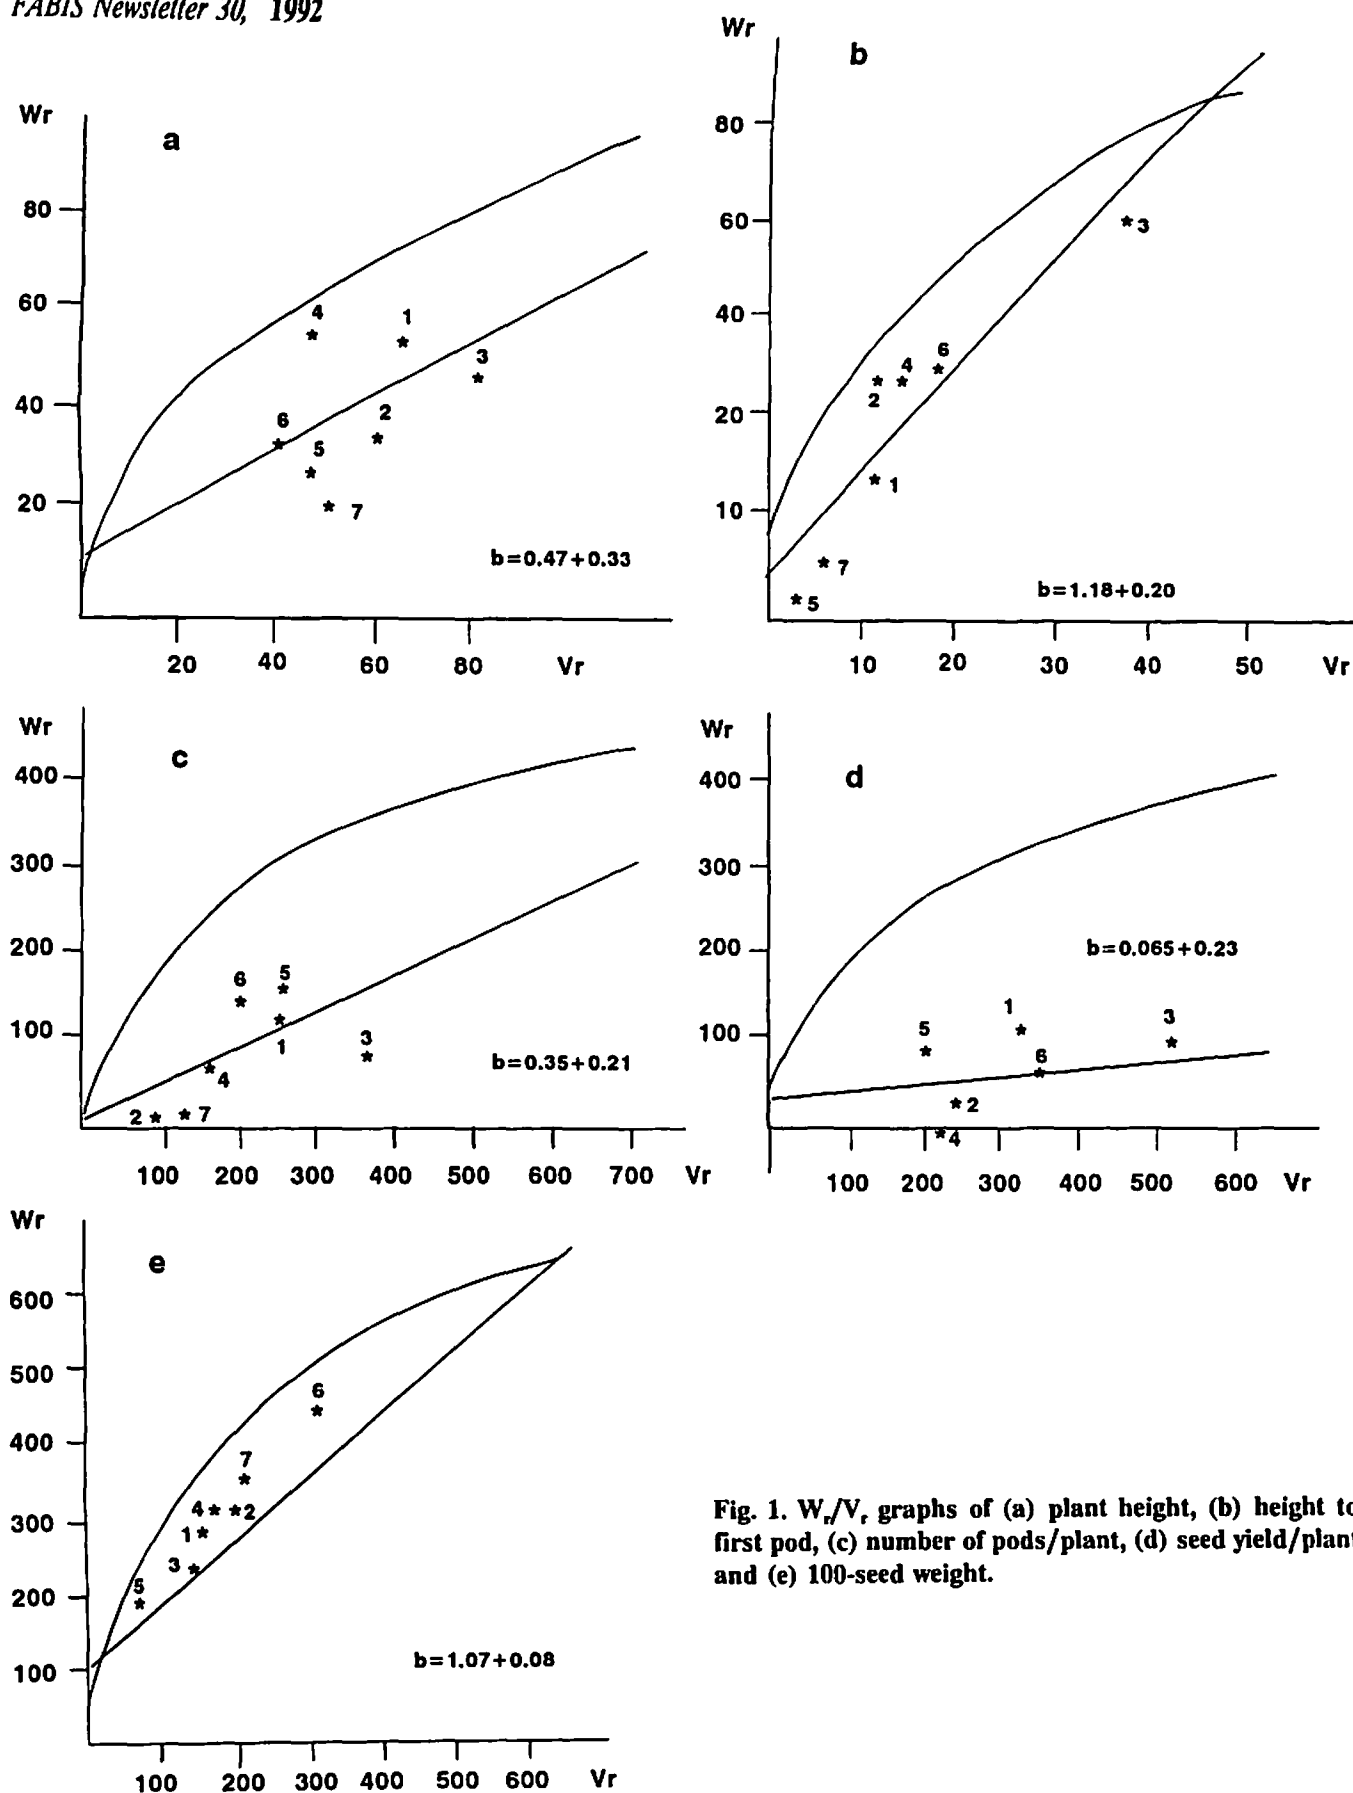 FABIS Newsletter 30, 1992
Wr
a
80
60
40
20
4
1
3
6
2
5
7
b=0.47+0.33
20 40 60 80 Vr
Wr
b
80
60
40
20
10
3
6
4
2
1
7
5
b=1.18+0.20
10 20 30 40 50 Vr
Wr
c
400
300
200
100
6 5
3
1
4
2 7
b=0.35+0.21
100 200 300 400 500 600 700 Vr
Wr
d
400
300
200
100
b=0.065+0.23
1
3
5
6
2
4
100 200 300 400 500 600 Vr
Wr
e
600
500
400
300
200
100
6
7
4 2
1
3
5
b=1.07+0.08
100 200 300 400 500 600 Vr
Fig. 1. Wr/Vr graphs of (a) plant height, (b) height to
first pod, (c) number of pods/plant, (d) seed yield/plant
and (e) 100-seed weight.